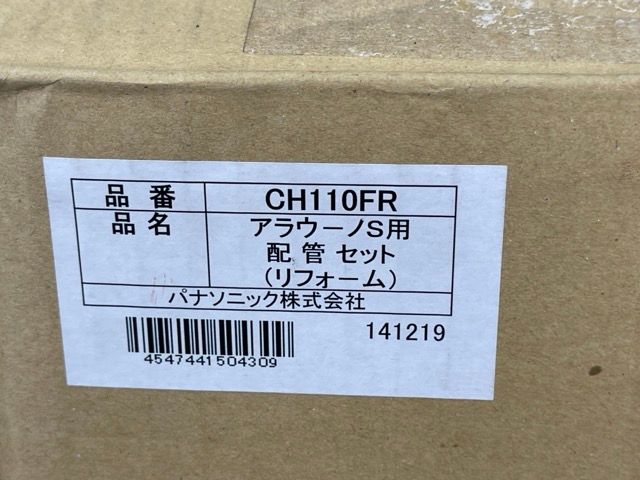 品番 CH110FR
品名 アラウーノS用
配管セット
(リフォーム)
パナソニック株式会社
141219
4547441504309